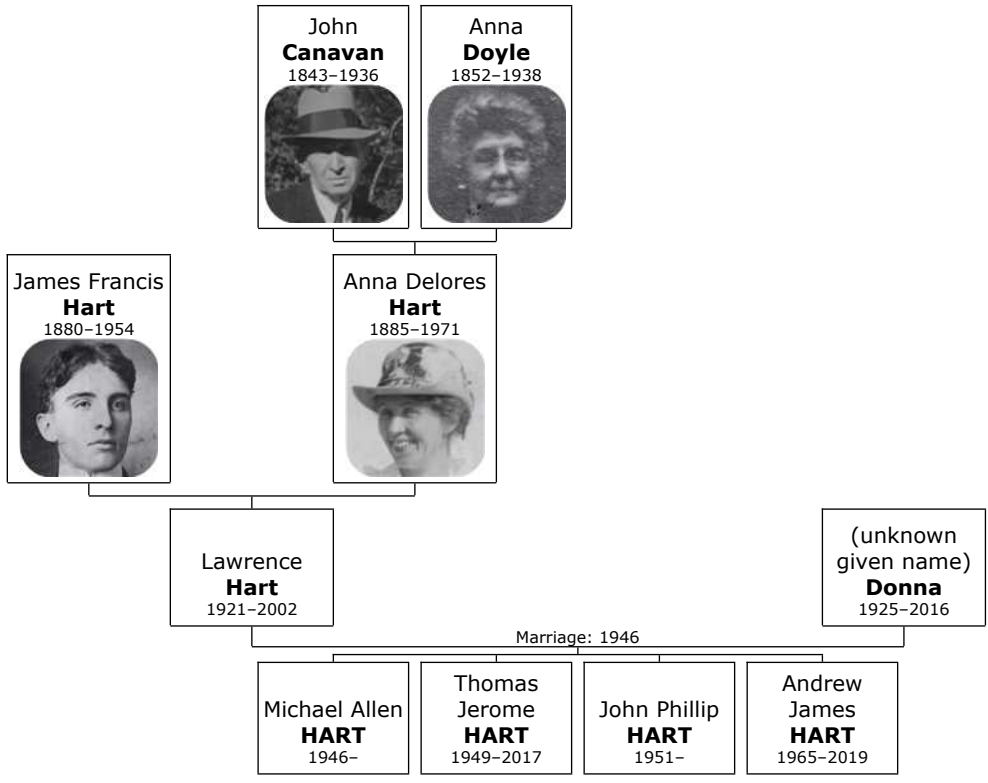 John
Canavan
1843–1936
Anna
Doyle
1852–1938
James Francis
Hart
1880–1954
Anna Delores
Hart
1885–1971
Lawrence
Hart
1921–2002
(unknown
given name)
Donna
1925–2016
Marriage: 1946
Michael Allen
HART
1946–
Thomas
Jerome
HART
1949–2017
John Phillip
HART
1951–
Andrew
James
HART
1965–2019